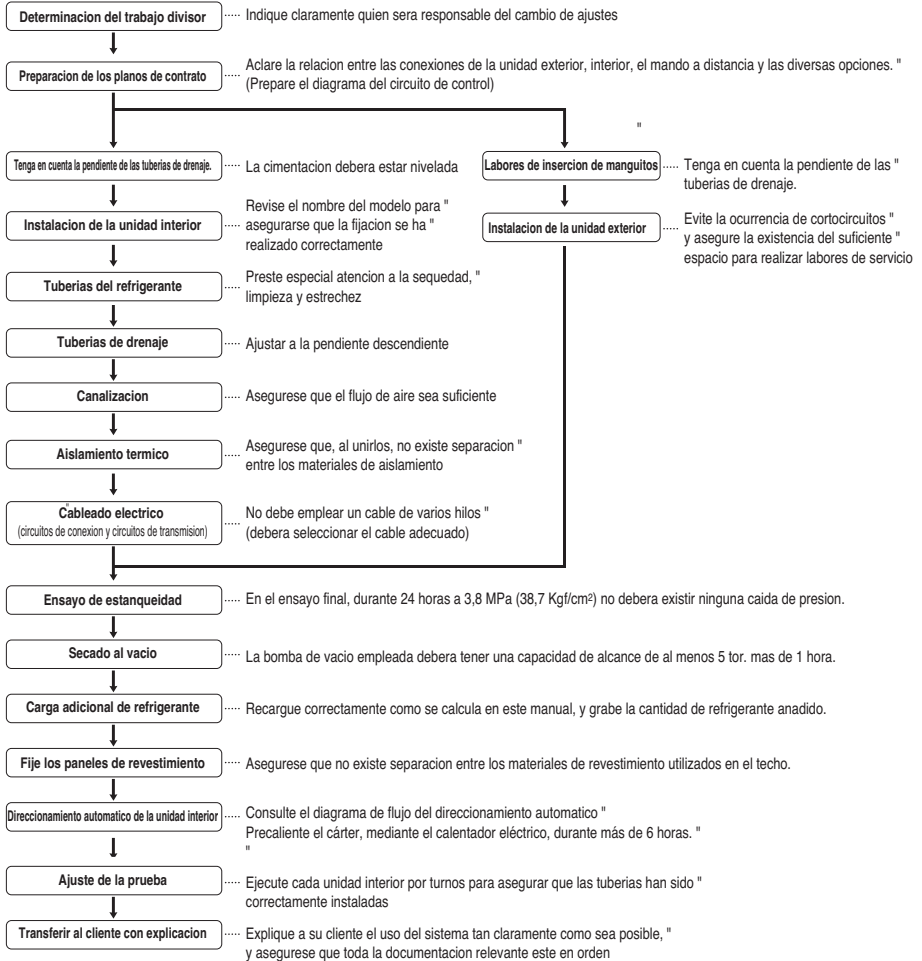 Determinacion del trabajo divisor
Indique claramente quien sera responsable del cambio de ajustes
Preparacion de los planos de contrato
Aclare la relacion entre las conexiones de la unidad exterior, interior, el mando a distancia y las diversas opciones. "
(Prepare el diagrama del circuito de control)
"
Tenga en cuenta la pendiente de las tuberias de drenaje.
La cimentacion debera estar nivelada
Labores de insercion de manguitos
Tenga en cuenta la pendiente de las "
tuberias de drenaje.
Instalacion de la unidad interior
Revise el nombre del modelo para "
asegurarse que la fijacion se ha "
realizado correctamente
Instalacion de la unidad exterior
Evite la ocurrencia de cortocircuitos "
y asegure la existencia del suficiente "
espacio para realizar labores de servicio
Tuberias del refrigerante
Preste especial atencion a la sequedad, "
limpieza y estrechez
Tuberias de drenaje
Ajustar a la pendiente descendiente
Canalizacion
Asegurese que el flujo de aire sea suficiente
Aislamiento termico
Asegurese que, al unirlos, no existe separacion "
entre los materiales de aislamiento
Cableado electrico
(circuitos de conexion y circuitos de transmision)
No debe emplear un cable de varios hilos "
(debera seleccionar el cable adecuado)
Ensayo de estanqueidad
En el ensayo final, durante 24 horas a 3,8 MPa (38,7 Kgf/cm²) no debera existir ninguna caida de presion.
Secado al vacio
La bomba de vacio empleada debera tener una capacidad de alcance de al menos 5 tor. mas de 1 hora.
Carga adicional de refrigerante
Recargue correctamente como se calcula en este manual, y grabe la cantidad de refrigerante anadido.
Fije los paneles de revestimiento
Asegurese que no existe separacion entre los materiales de revestimiento utilizados en el techo.
Direccionamiento automatico de la unidad interior
Consulte el diagrama de flujo del direccionamiento automatico "
Precaliente el cárter, mediante el calentador eléctrico, durante más de 6 horas. "
"
Ajuste de la prueba
Ejecute cada unidad interior por turnos para asegurar que las tuberias han sido "
correctamente instaladas
Transferir al cliente con explicacion
Explique a su cliente el uso del sistema tan claramente como sea posible, "
y asegurese que toda la documentacion relevante este en orden